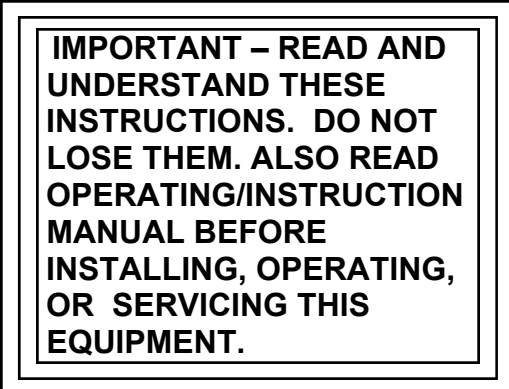 IMPORTANT – READ AND
UNDERSTAND THESE
INSTRUCTIONS.  DO NOT
LOSE THEM. ALSO READ
OPERATING/INSTRUCTION
MANUAL BEFORE
INSTALLING, OPERATING,
OR  SERVICING THIS
EQUIPMENT.